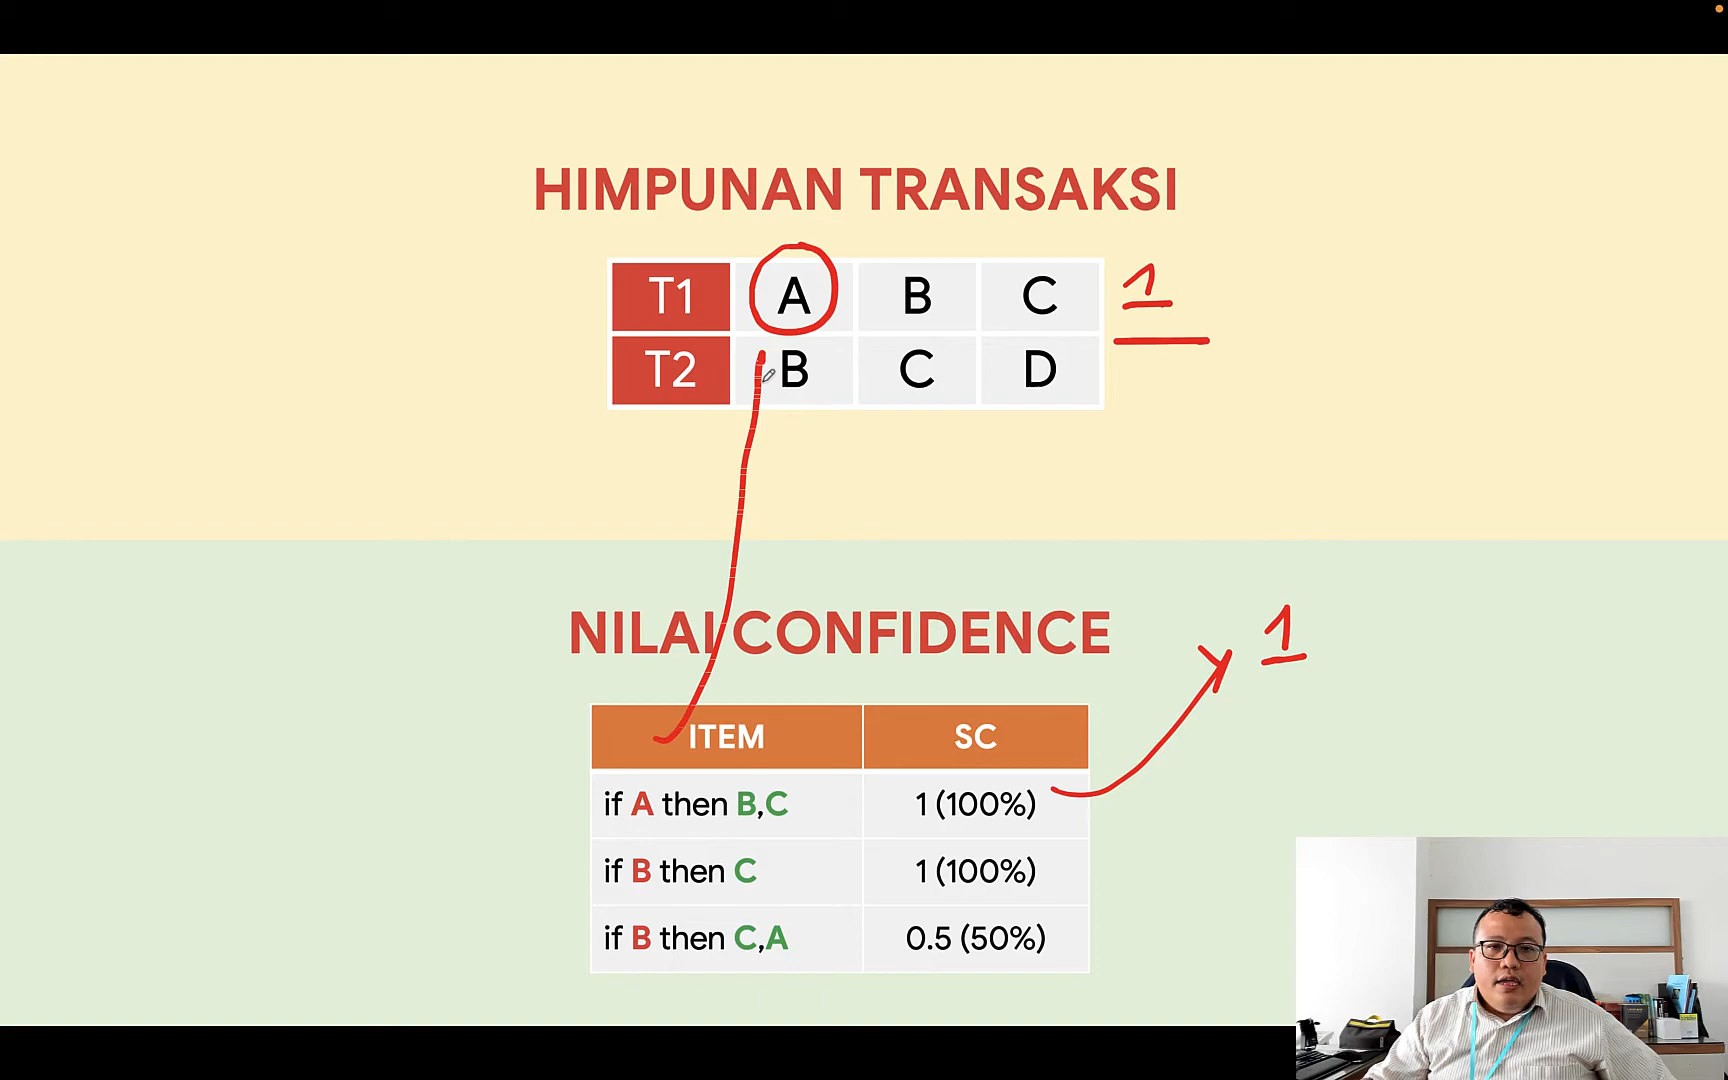 HIMPUNAN TRANSAKSI
T1 A B C 1
T2 B C D
NILAI CONFIDENCE
1
ITEM SC
if A then B,C 1 (100%)
if B then C 1 (100%)
if B then C,A 0.5 (50%)